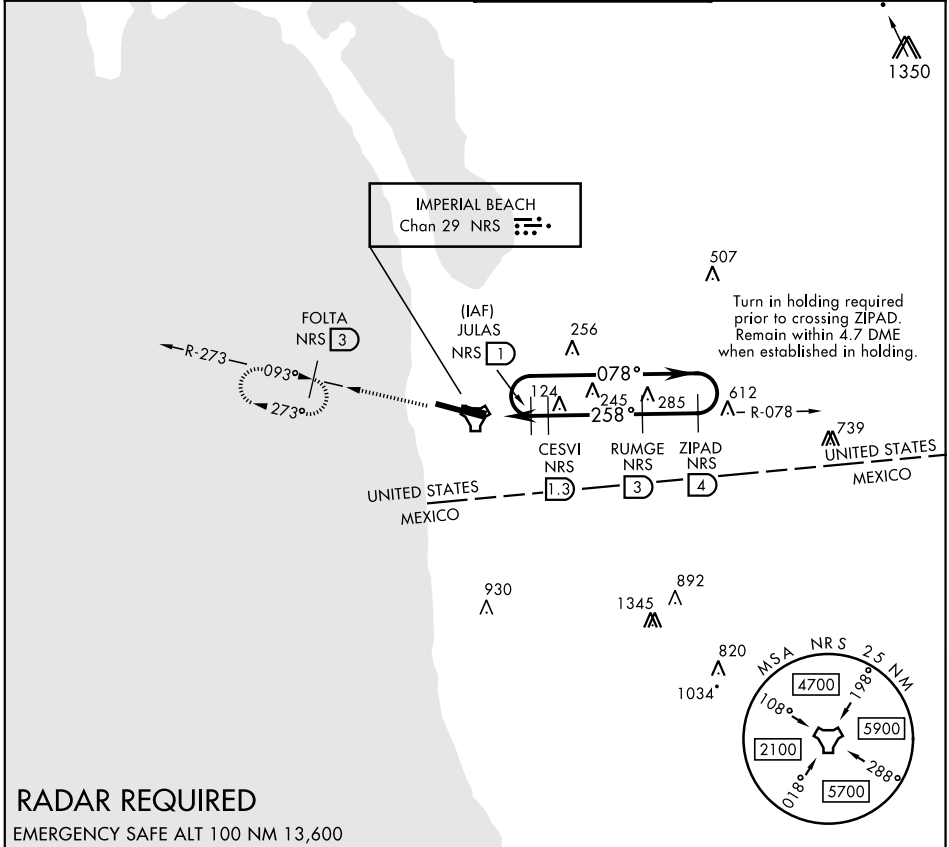 1350
IMPERIAL BEACH
Chan 29 NRS
507
Turn in holding required
prior to crossing ZIPAD.
Remain within 4.7 DME
when established in holding.
FOLTA
NRS 3
(IAF)
JULAS
NRS 1
256
R-273
093°
273°
078°
124
245
285
258°
612
R-078
739
CESVI
NRS
1.3
RUMGE
NRS
3
ZIPAD
NRS
4
UNITED STATES
MEXICO
UNITED STATES
MEXICO
930
892
1345
820
1034
MSA NRS 25 NM
4700
198°
108°
5900
2100
288°
018°
5700
RADAR REQUIRED
EMERGENCY SAFE ALT 100 NM 13,600